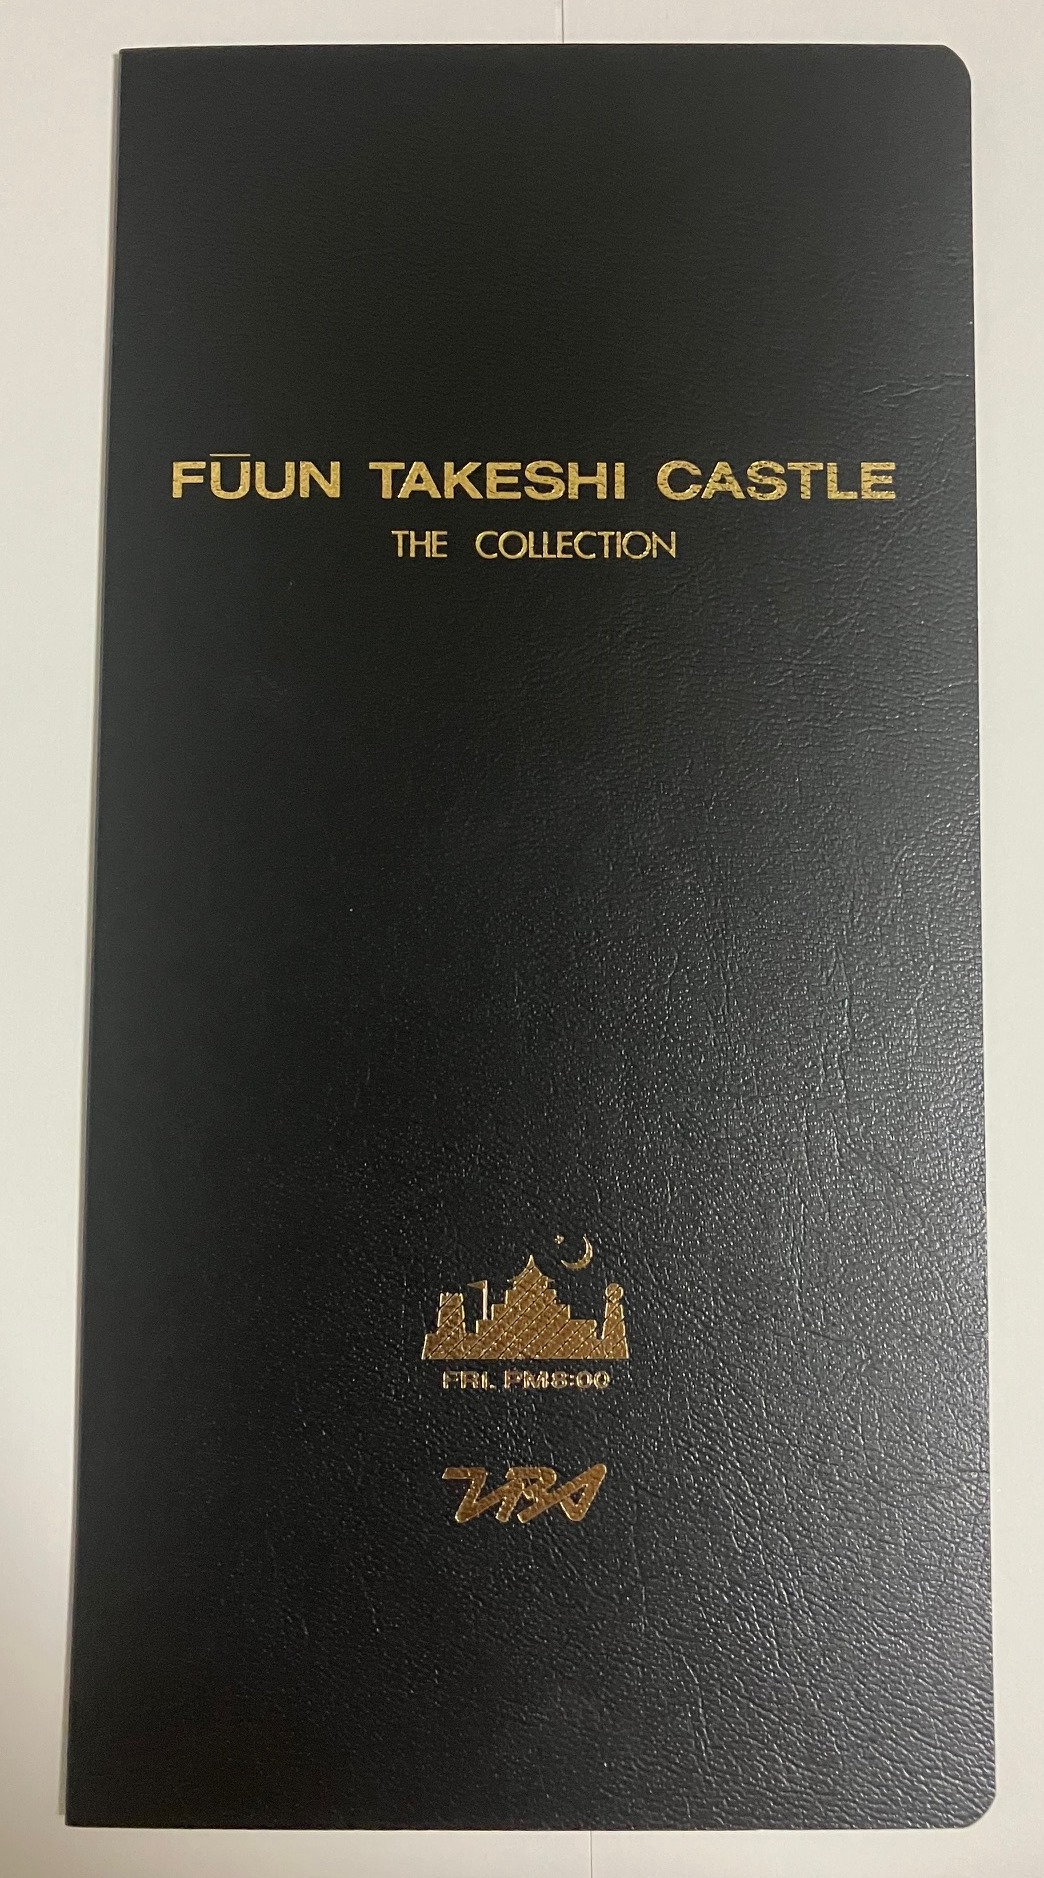 FŪUN TAKESHI CASTLE
THE COLLECTION
FRI. PM8:00
TBS